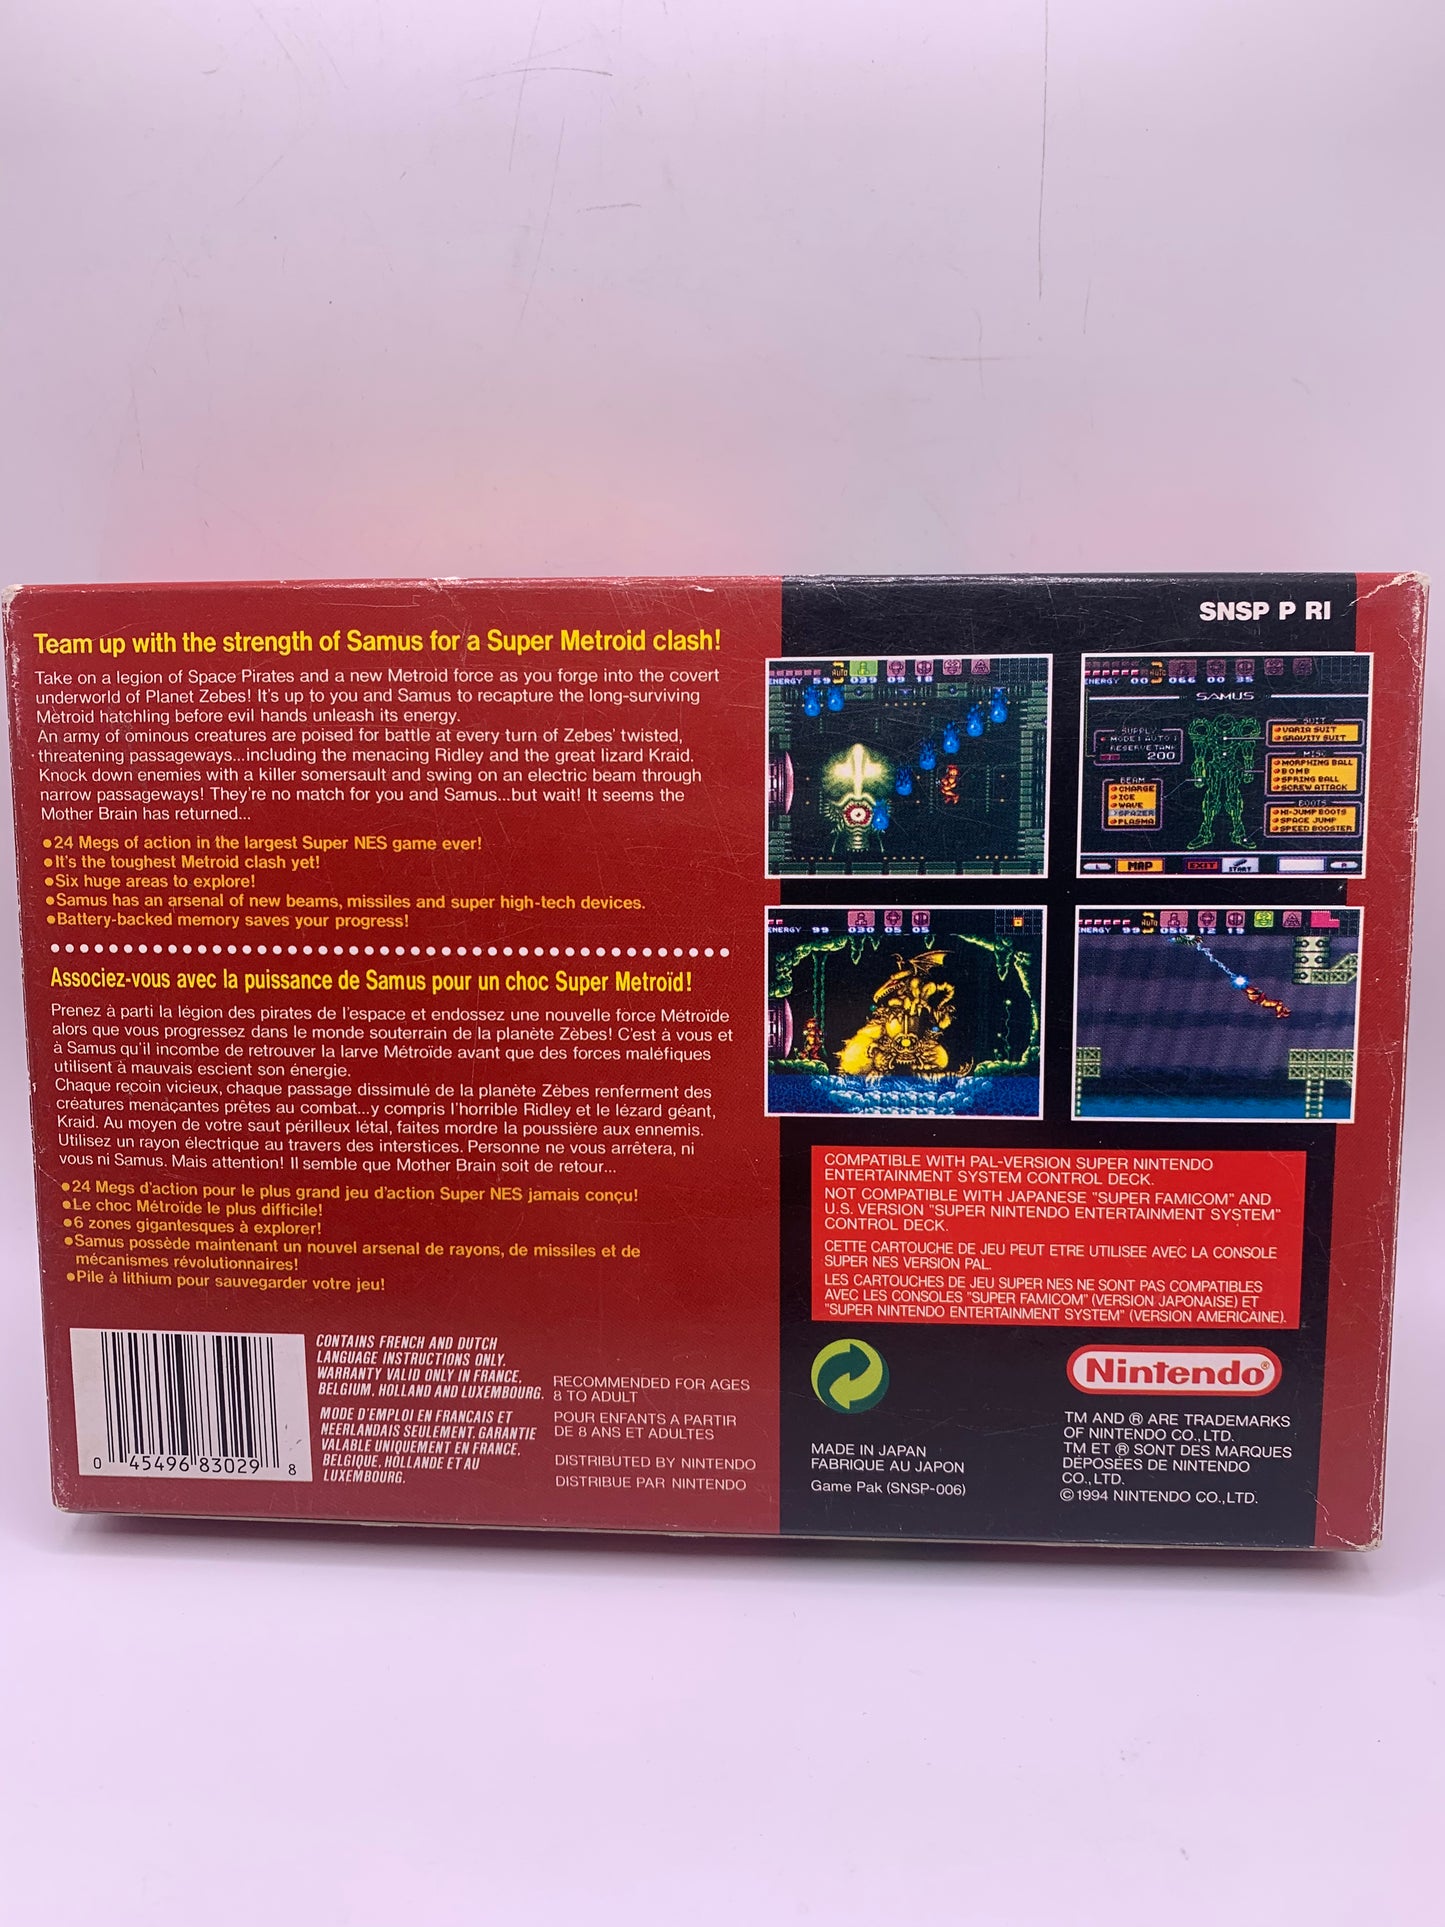 SNSP P RI
Team up with the strength of Samus for a Super Metroid clash!
Take on a legion of Space Pirates and a new Metroid force as you forge into the covert
underworld of Planet Zebes! It's up to you and Samus to recapture the long-surviving
Metroid hatchling before evil hands unleash its energy.
An army of ominous creatures are poised for battle at every turn of Zebes' twisted,
threatening passageways...including the menacing Ridley and the great lizard Kraid.
Knock down enemies with a killer somersault and swing on an electric beam through
narrow passageways! They're no match for you and Samus...but wait! It seems the
Mother Brain has returned...
●24 Megs of action in the largest Super NES game ever!
●It's the toughest Metroid clash yet!
●Six huge areas to explore!
●Samus has an arsenal of new beams, missiles and super high-tech devices.
●Battery-backed memory saves your progress!
Associez-vous avec la puissance de Samus pour un choc Super Metroïd!
Prenez à parti la légion des pirates de l'espace et endossez une nouvelle force Métroïde
alors que vous progressez dans le monde souterrain de la planète Zèbes! C'est à vous et
à Samus qu'il incombe de retrouver la larve Métroïde avant que des forces maléfiques
utilisent à mauvais escient son énergie.
Chaque recoin vicieux, chaque passage dissimulé de la planète Zèbes renferment des
créatures menaçantes prêtes au combat...y compris l'horrible Ridley et le lézard géant,
Kraid. Au moyen de votre saut périlleux létal, faites mordre la poussière aux ennemis.
Utilisez un rayon électrique au travers des interstices. Personne ne vous arrêtera, ni
vous ni Samus. Mais attention! Il semble que Mother Brain soit de retour...
●24 Megs d'action pour le plus grand jeu d'action Super NES jamais conçu!
●Le choc Métroïde le plus difficile!
●6 zones gigantesques à explorer!
●Samus possède maintenant un nouvel arsenal de rayons, de missiles et de
mécanismes révolutionnaires!
●Pile à lithium pour sauvegarder votre jeu!
0 45496 83029 8
CONTAINS FRENCH AND DUTCH
LANGUAGE INSTRUCTIONS ONLY.
WARRANTY VALID ONLY IN FRANCE,
BELGIUM, HOLLAND AND LUXEMBOURG.
MODE D'EMPLOI EN FRANCAIS ET
NEERLANDAIS SEULEMENT. GARANTIE
VALABLE UNIQUEMENT EN FRANCE,
BELGIQUE, HOLLANDE ET AU
LUXEMBOURG.
RECOMMENDED FOR AGES
8 TO ADULT
POUR ENFANTS A PARTIR
DE 8 ANS ET ADULTES
DISTRIBUTED BY NINTENDO
DISTRIBUE PAR NINTENDO
ENERGY 59 039 09 18
AUTO
ENERGY 00 066 00 35
AUTO
SAMUS
MODE[AUTO]
RESERVE TANK
200
BEAM
CHARGE
ICE
WAVE
SPAZER
PLASMA
SUIT
VARIA SUIT
GRAVITY SUIT
MISC
MORPHING BALL
BOMB
SPRING BALL
SCREW ATTACK
BOOTS
HI-JUMP BOOTS
SPACE JUMP
SPEED BOOSTER
L MAP EXIT START R
ENERGY 99 030 05 05
ENERGY 99 050 12 19
AUTO
COMPATIBLE WITH PAL-VERSION SUPER NINTENDO
ENTERTAINMENT SYSTEM CONTROL DECK.
NOT COMPATIBLE WITH JAPANESE "SUPER FAMICOM" AND
U.S. VERSION "SUPER NINTENDO ENTERTAINMENT SYSTEM"
CONTROL DECK.
CETTE CARTOUCHE DE JEU PEUT ETRE UTILISEE AVEC LA CONSOLE
SUPER NES VERSION PAL.
LES CARTOUCHES DE JEU SUPER NES NE SONT PAS COMPATIBLES
AVEC LES CONSOLES "SUPER FAMICOM" (VERSION JAPONAISE) ET
"SUPER NINTENDO ENTERTAINMENT SYSTEM" (VERSION AMERICAINE).
MADE IN JAPAN
FABRIQUE AU JAPON
Game Pak (SNSP-006)
Nintendo®
TM AND ® ARE TRADEMARKS
OF NINTENDO CO., LTD.
TM ET ® SONT DES MARQUES
DÉPOSÉES DE NINTENDO
CO., LTD.
©1994 NINTENDO CO., LTD.